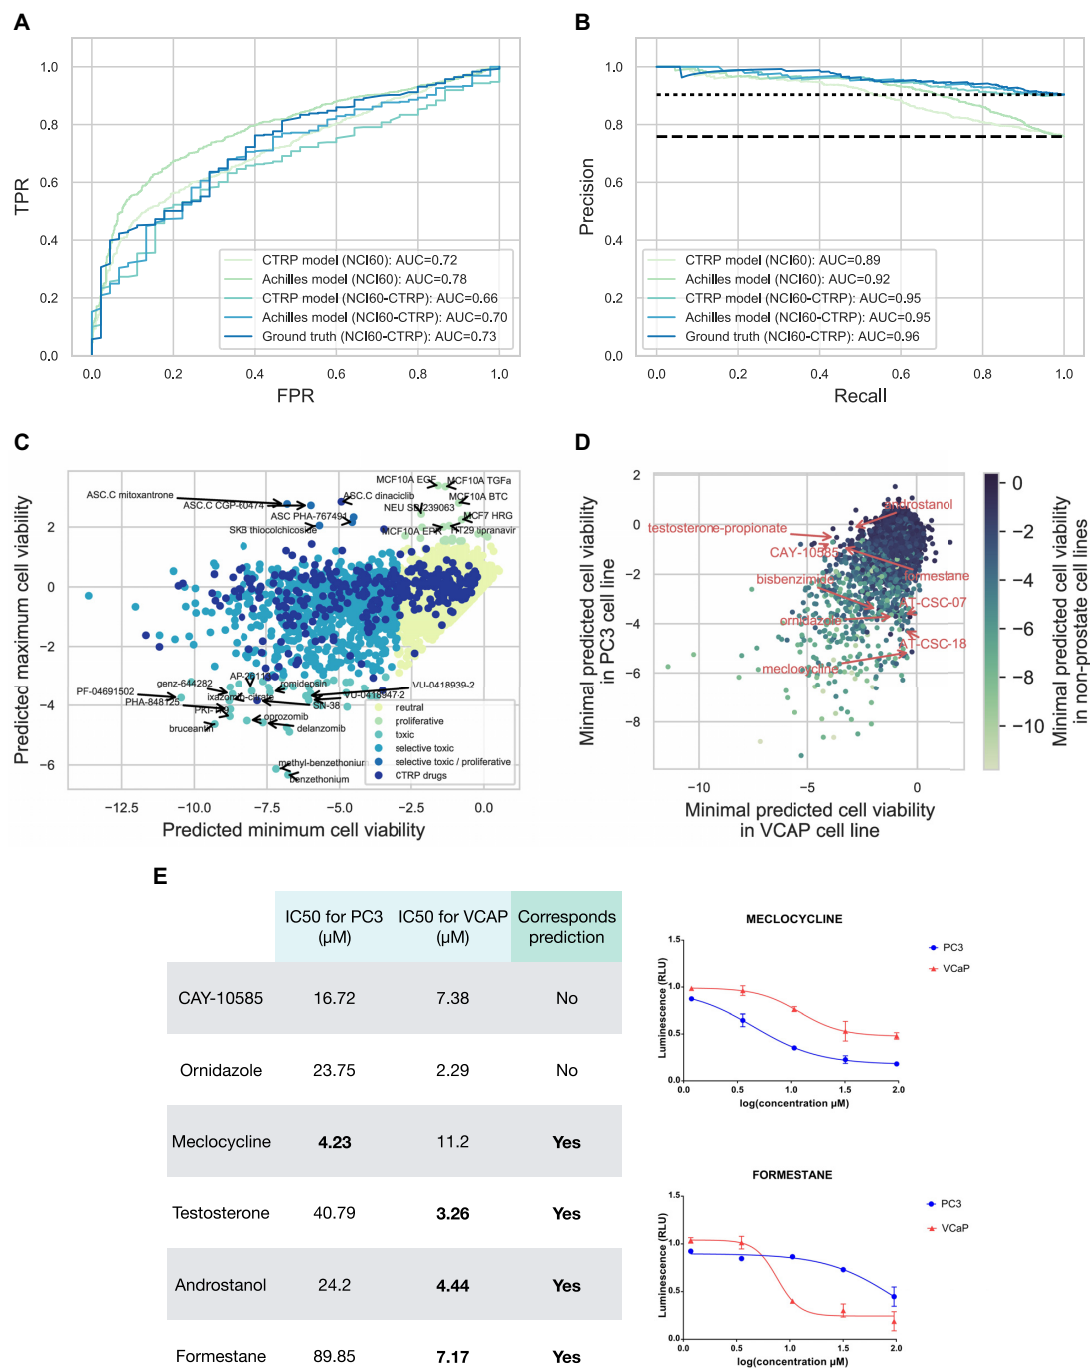 A
1.0
0.8
0.6
0.4
0.2
0.0
TPR
CTRP model (NCI60): AUC=0.72
Achilles model (NCI60): AUC=0.78
CTRP model (NCI60-CTRP): AUC=0.66
Achilles model (NCI60-CTRP): AUC=0.70
Ground truth (NCI60-CTRP): AUC=0.73
0.0 0.2 0.4 0.6 0.8 1.0
FPR
B
1.0
0.8
0.6
0.4
0.2
0.0
Precision
CTRP model (NCI60): AUC=0.89
Achilles model (NCI60): AUC=0.92
CTRP model (NCI60-CTRP): AUC=0.95
Achilles model (NCI60-CTRP): AUC=0.95
Ground truth (NCI60-CTRP): AUC=0.96
0.0 0.2 0.4 0.6 0.8 1.0
Recall
C
Predicted maximum cell viability
2
0
−2
−4
−6
ASC.C mitoxantrone
ASC.C CGP-60474
ASC PHA-767491
SKB thiocolchicoside
ASC.C dinaciclib
MCF10A EGF
MCF10A TGFa
MCF10A BTC
NEU SB/239063
MCF7 HRG
MCF10A EPR
HT29 tipranavir
genz-644282
PF-04691502
PHA-848125
ixazomib-citrate
romidepsin
VU-0418939-2
VU-0418947-2
SN-38
bruceantin
oprozomib
delanzomib
methyl-benzethonium
benzethonium
neutral
proliferative
toxic
selective toxic
selective toxic / proliferative
CTRP drugs
−12.5 −10.0 −7.5 −5.0 −2.5 0.0
Predicted minimum cell viability
D
Minimal predicted cell viability
in PC3 cell line
0
−2
−4
−6
−8
androstanol
testosterone-propionate
CAY-10585
formestane
bisbenzimide
AT-CSC-07
ornidazole
AT-CSC-18
meclocycline
−10 −5 0
Minimal predicted cell viability
in VCAP cell line
0
−2
−4
−6
−8
−10
Minimal predicted cell viability
in non-prostate cell lines
E
IC50 for PC3 (µM) IC50 for VCAP (µM) Corresponds prediction
CAY-10585 16.72 7.38 No
Ornidazole 23.75 2.29 No
Meclocycline 4.23 11.2 Yes
Testosterone 40.79 3.26 Yes
Androstanol 24.2 4.44 Yes
Formestane 89.85 7.17 Yes
MECLOCYCLINE
Luminescence (RLU)
1.5
1.0
0.5
0.0
0.0 0.5 1.0 1.5 2.0
log(concentration µM)
PC3
VCaP
FORMESTANE
Luminescence (RLU)
1.5
1.0
0.5
0.0
0.0 0.5 1.0 1.5 2.0
log(concentration µM)
PC3
VCaP